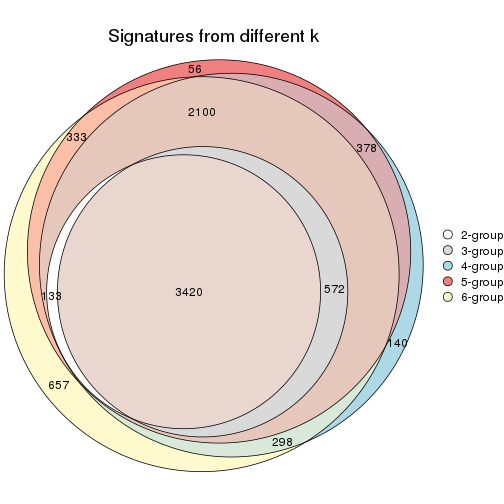 Signatures from different k
56
2100
333
378
2-group
3-group
4-group
5-group
6-group
3420
572
133
140
657
298